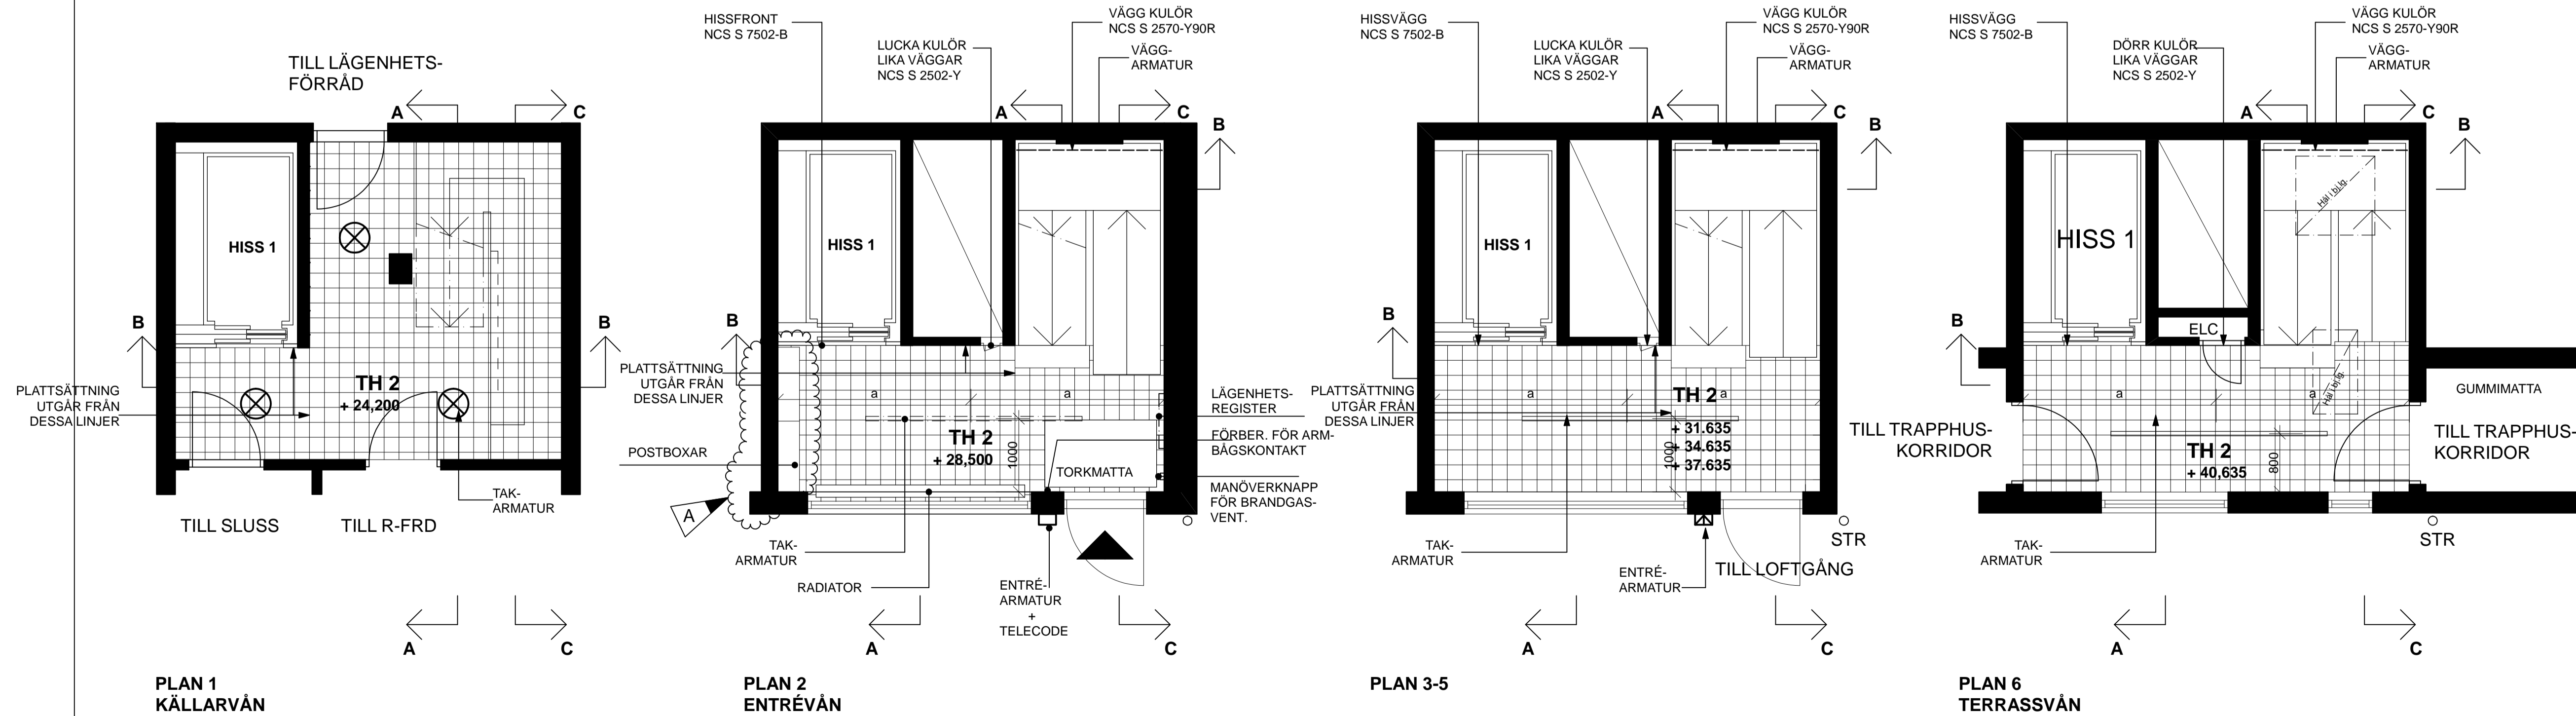 TILL LÄGENHETS-
FÖRRÅD
A
C
HISS 1
B
B
TH 2
+ 24,200
PLATTSÄTTNING
UTGÅR FRÅN
DESSA LINJER
TILL SLUSS
TILL R-FRD
TAK-
ARMATUR
A
C
PLAN 1
KÄLLARVÅN
HISSFRONT
NCS S 7502-B
LUCKA KULÖR
LIKA VÄGGAR
NCS S 2502-Y
VÄGG KULÖR
NCS S 2570-Y90R
VÄGG-
ARMATUR
A
C
B
HISS 1
B
PLATTSÄTTNING
UTGÅR FRÅN
DESSA LINJER
a
a
TH 2
+ 28,500
1000
TORKMATTA
LÄGENHETS-
REGISTER
FÖRBER. FÖR ARM-
BÅGSKONTAKT
MANÖVERKNAPP
FÖR BRANDGAS-
VENT.
POSTBOXAR
A
TAK-
ARMATUR
RADIATOR
ENTRÉ-
ARMATUR
+
TELECODE
A
C
PLAN 2
ENTRÉVÅN
HISSVÄGG
NCS S 7502-B
LUCKA KULÖR
LIKA VÄGGAR
NCS S 2502-Y
VÄGG KULÖR
NCS S 2570-Y90R
VÄGG-
ARMATUR
A
C
B
HISS 1
B
PLATTSÄTTNING
UTGÅR FRÅN
DESSA LINJER
a
TH 2
a
+ 31.635
+ 34.635
+ 37.635
1000
STR
TAK-
ARMATUR
ENTRÉ-
ARMATUR
TILL LOFTGÅNG
A
C
PLAN 3-5
HISSVÄGG
NCS S 7502-B
DÖRR KULÖR
LIKA VÄGGAR
NCS S 2502-Y
VÄGG KULÖR
NCS S 2570-Y90R
VÄGG-
ARMATUR
A
C
B
Hål i bj.lg.
HISS 1
B
ELC
a
a
Hål i bj.lg.
GUMMIMATTA
TILL TRAPPHUS-
KORRIDOR
TH 2
+ 40,635
800
TILL TRAPPHUS-
KORRIDOR
STR
TAK-
ARMATUR
A
C
PLAN 6
TERRASSVÅN